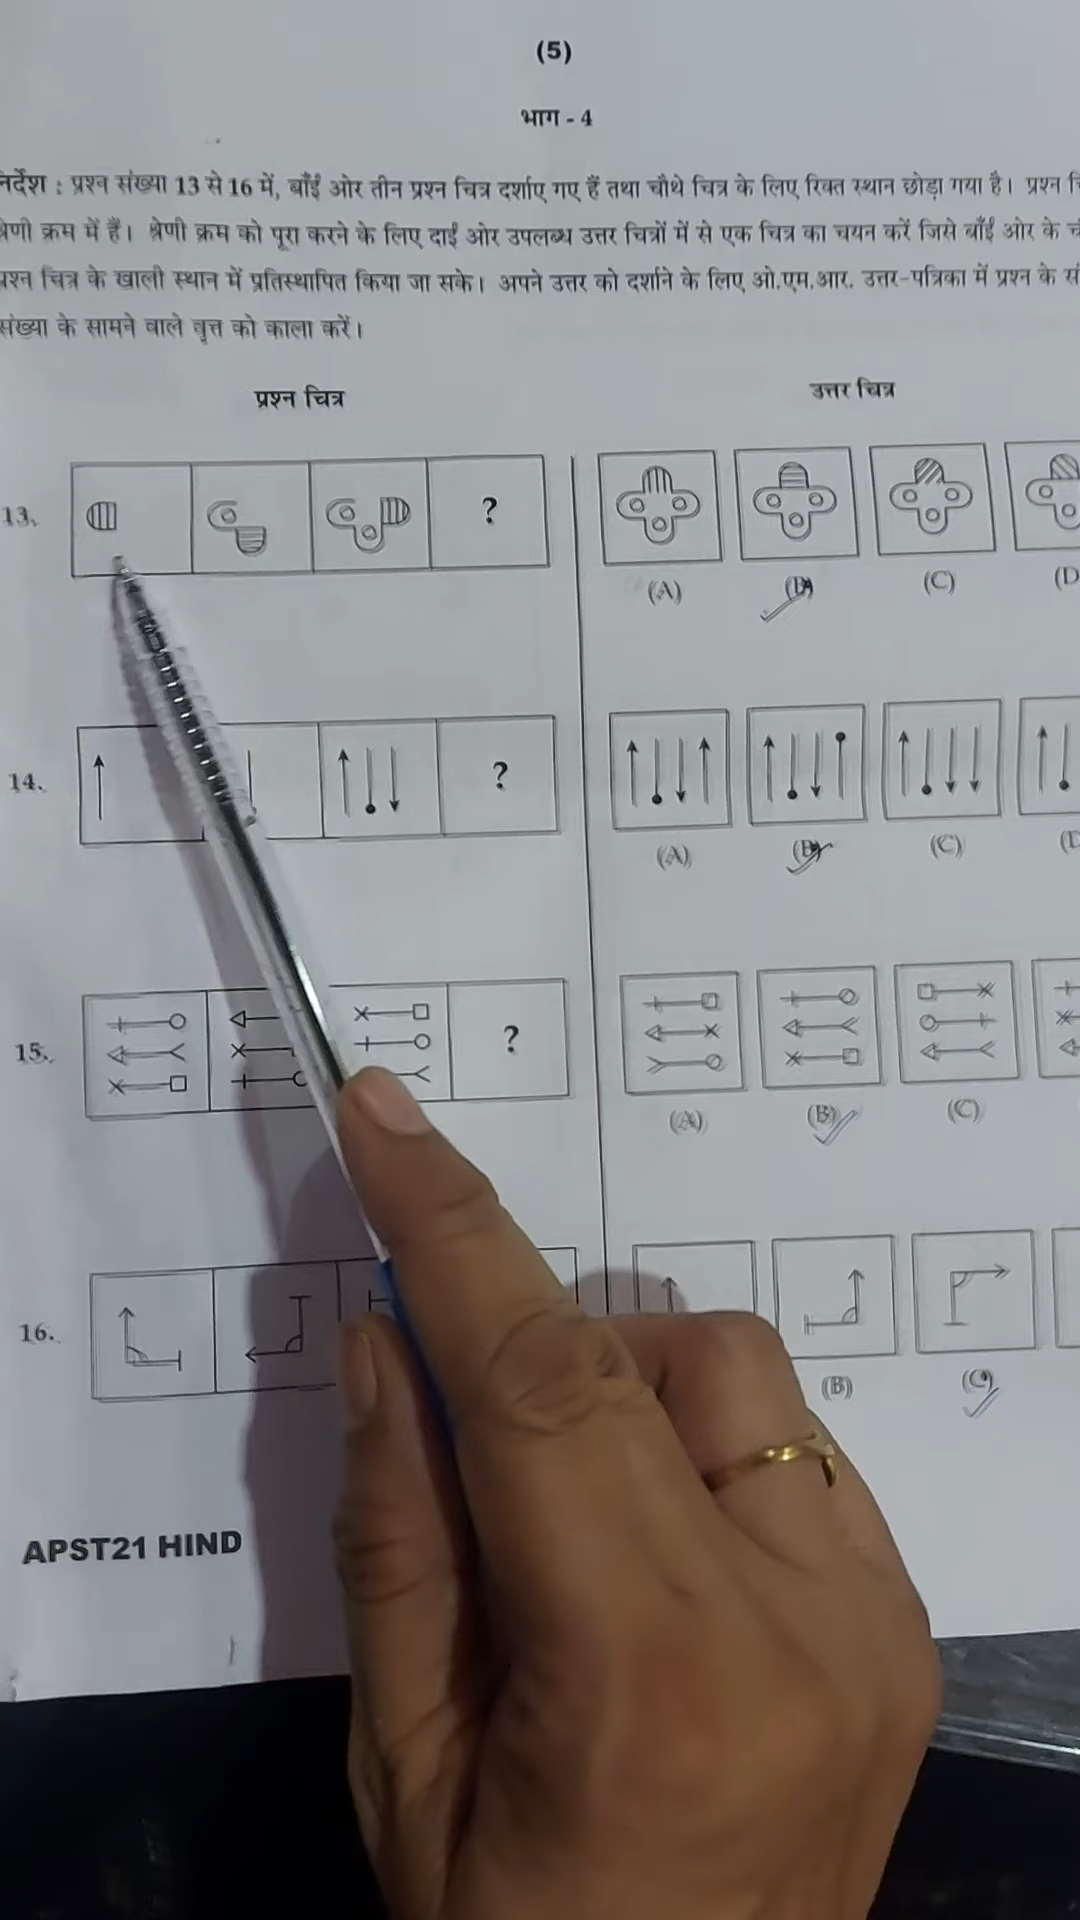 (5)
भाग - 4
निर्देश : प्रश्न संख्या 13 से 16 में, बाँईं ओर तीन प्रश्न चित्र दर्शाए गए हैं तथा चौथे चित्र के लिए रिक्त स्थान छोड़ा गया है। प्रश्न
श्रेणी क्रम में हैं। श्रेणी क्रम को पूरा करने के लिए दाईं ओर उपलब्ध उत्तर चित्रों में से एक चित्र का चयन करें जिसे बाँईं ओर के
प्रश्न चित्र के खाली स्थान में प्रतिस्थापित किया जा सके। अपने उत्तर को दर्शाने के लिए ओ.एम.आर. उत्तर-पत्रिका में प्रश्न के
संख्या के सामने वाले वृत्त को काला करें।
प्रश्न चित्र उत्तर चित्र
13. ?
(A) (B) (C) (D
14. ?
(A) (B) (C)
15. ?
(A) (B) (C)
16.
(B) (C)
APST21 HIND